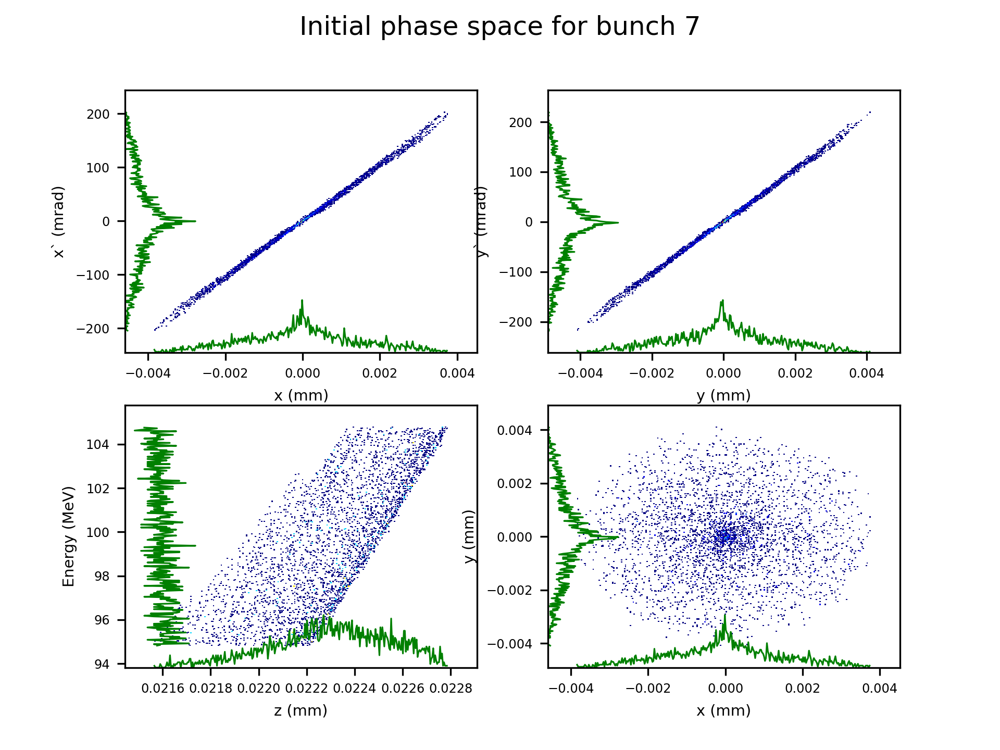 Initial phase space for bunch 7
x` (mrad)
200
100
0
−100
−200
−0.004 −0.002 0.000 0.002 0.004
x (mm)
y` (mrad)
200
100
0
−100
−200
−0.004 −0.002 0.000 0.002 0.004
y (mm)
Energy (MeV)
104
102
100
98
96
94
0.0216 0.0218 0.0220 0.0222 0.0224 0.0226 0.0228
z (mm)
y (mm)
0.004
0.002
0.000
−0.002
−0.004
−0.004 −0.002 0.000 0.002 0.004
x (mm)